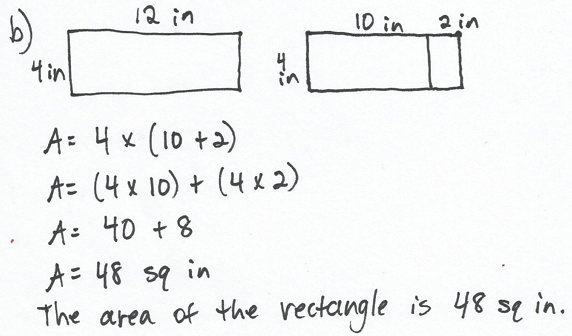 b)
12 in
4 in
10 in 2 in
4 in
A= 4 x (10 +2)
A= (4 x 10) + (4 x 2)
A= 40 + 8
A= 48 sq in
The area of the rectangle is 48 sq in.